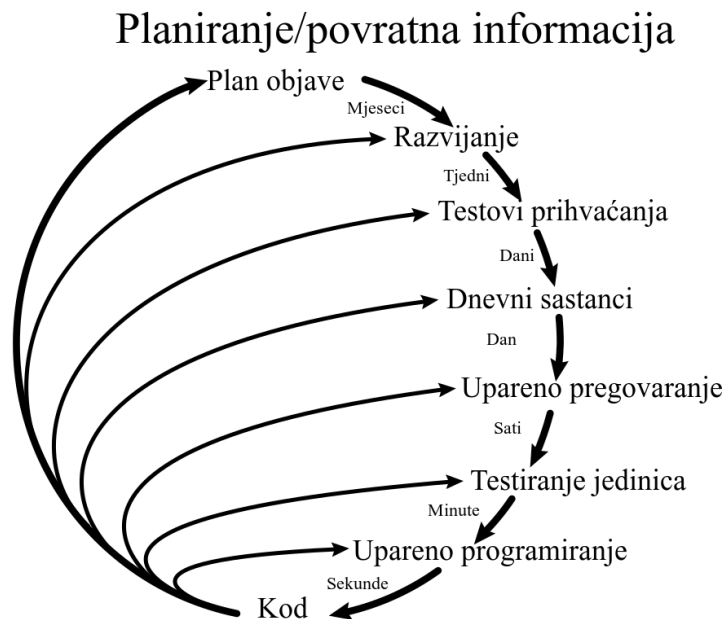 Planiranje/povratna informacija
Plan objave
Mjeseci
Razvijanje
Tjedni
Testovi prihvaćanja
Dani
Dnevni sastanci
Dan
Upareno pregovaranje
Sati
Testiranje jedinica
Minute
Upareno programiranje
Sekunde
Kod